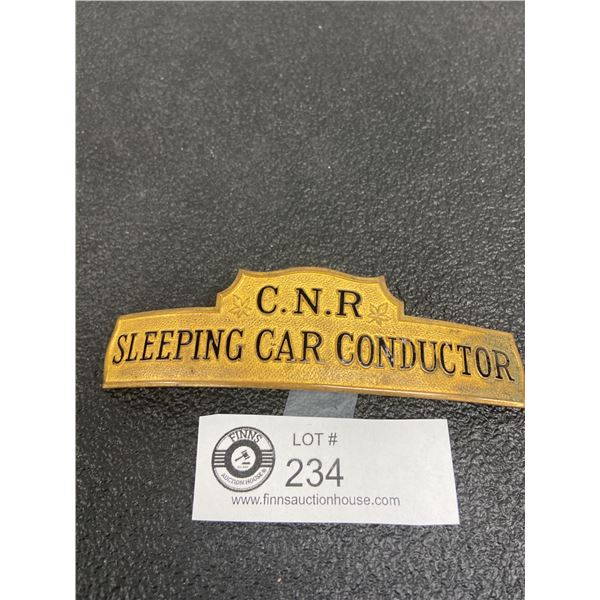 C.N.R
SLEEPING CAR CONDUCTOR
FINNS
AUCTION HOUSE
LOT #
234
www.finnsauctionhouse.com